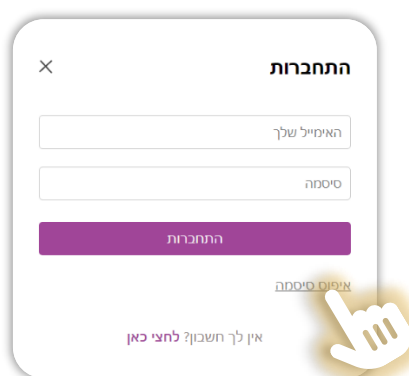 התחברות
האימייל שלך
סיסמה
התחברות
איפוס סיסמה
אין לך חשבון? לחצי כאן